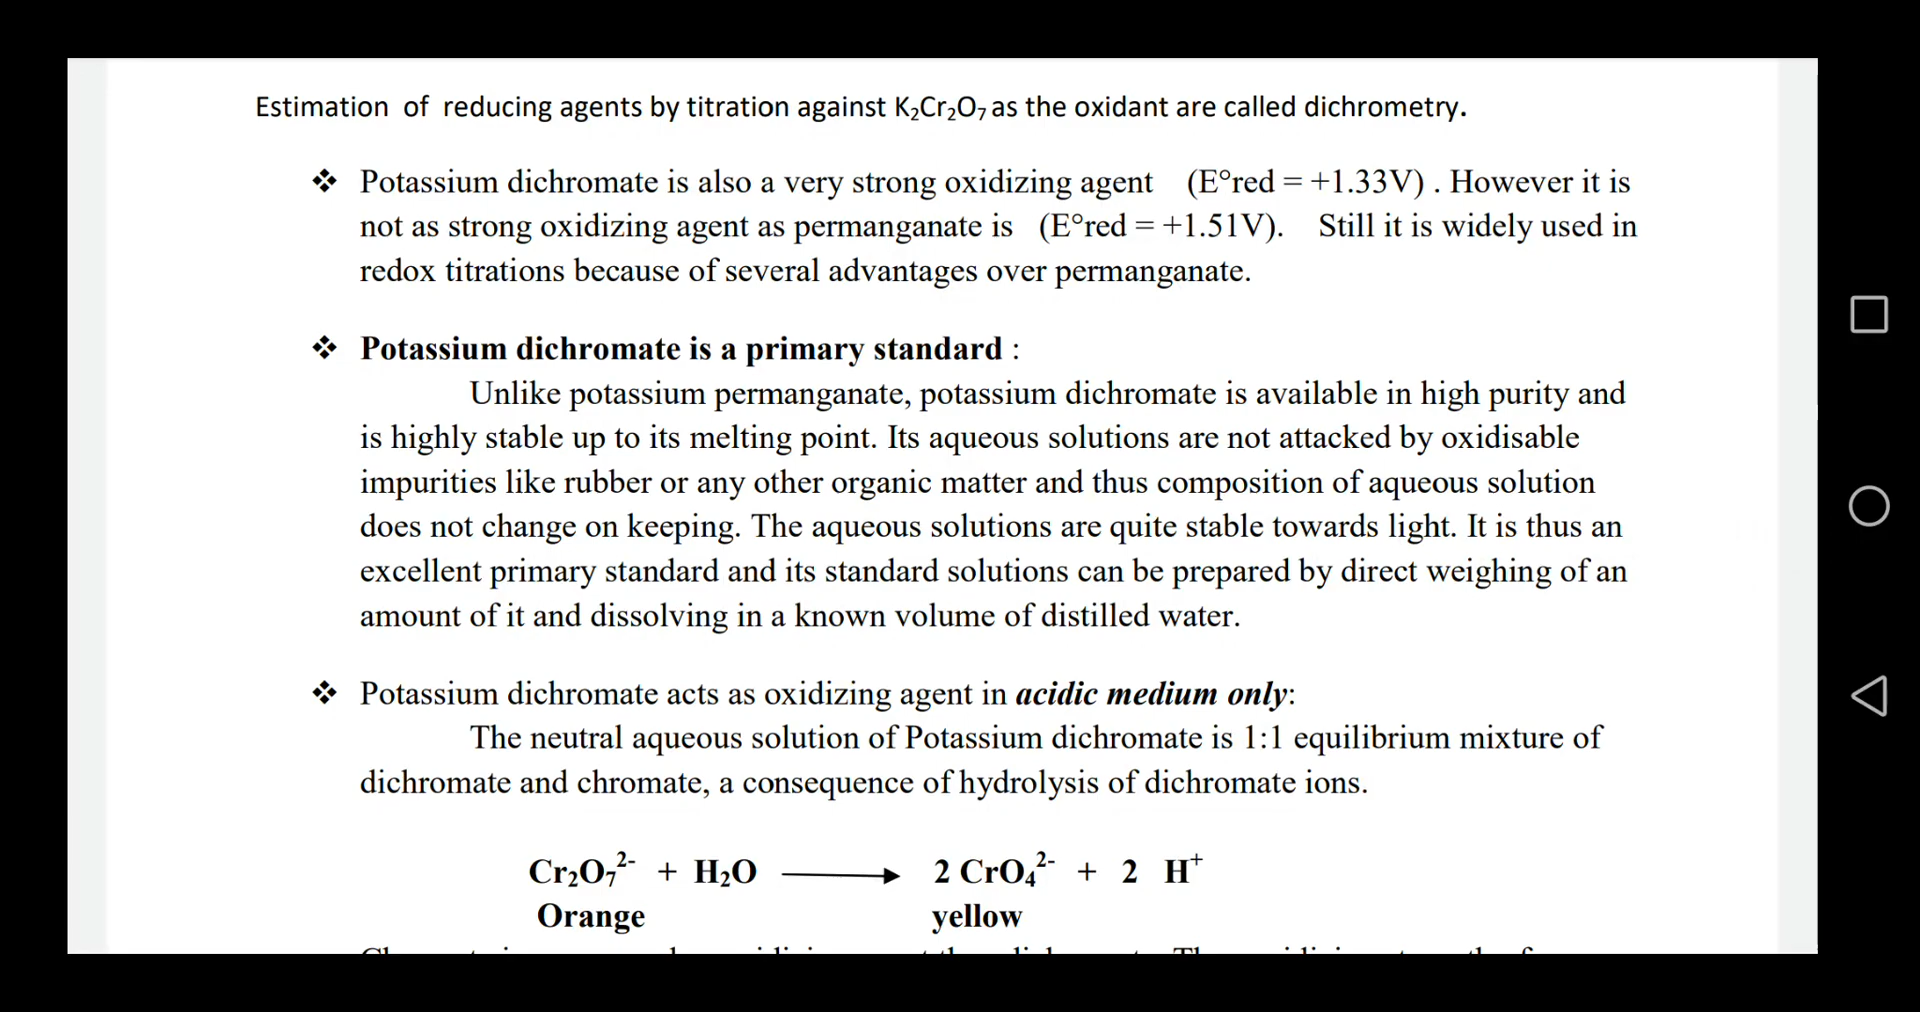 Estimation of reducing agents by titration against K₂Cr₂O₇ as the oxidant are called dichrometry.
❖ Potassium dichromate is also a very strong oxidizing agent (E°red = +1.33V) . However it is
not as strong oxidizing agent as permanganate is (E°red = +1.51V). Still it is widely used in
redox titrations because of several advantages over permanganate.
❖ Potassium dichromate is a primary standard :
Unlike potassium permanganate, potassium dichromate is available in high purity and
is highly stable up to its melting point. Its aqueous solutions are not attacked by oxidisable
impurities like rubber or any other organic matter and thus composition of aqueous solution
does not change on keeping. The aqueous solutions are quite stable towards light. It is thus an
excellent primary standard and its standard solutions can be prepared by direct weighing of an
amount of it and dissolving in a known volume of distilled water.
❖ Potassium dichromate acts as oxidizing agent in acidic medium only:
The neutral aqueous solution of Potassium dichromate is 1:1 equilibrium mixture of
dichromate and chromate, a consequence of hydrolysis of dichromate ions.
Cr₂O₇²⁻ + H₂O ⟶ 2 CrO₄²⁻ + 2 H⁺
Orange yellow